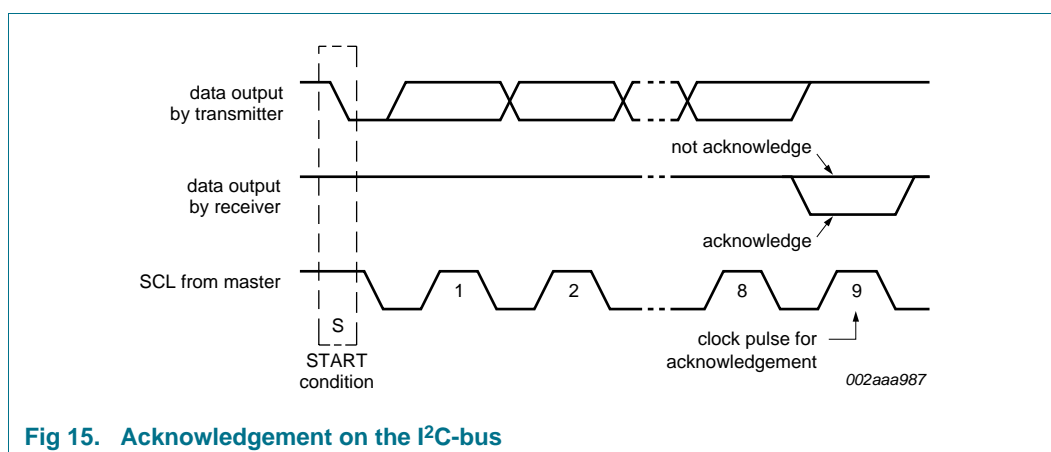 data output
by transmitter
not acknowledge
data output
by receiver
acknowledge
SCL from master
1
2
8
9
S
START
condition
clock pulse for
acknowledgement
002aaa987
Fig 15. Acknowledgement on the I²C-bus